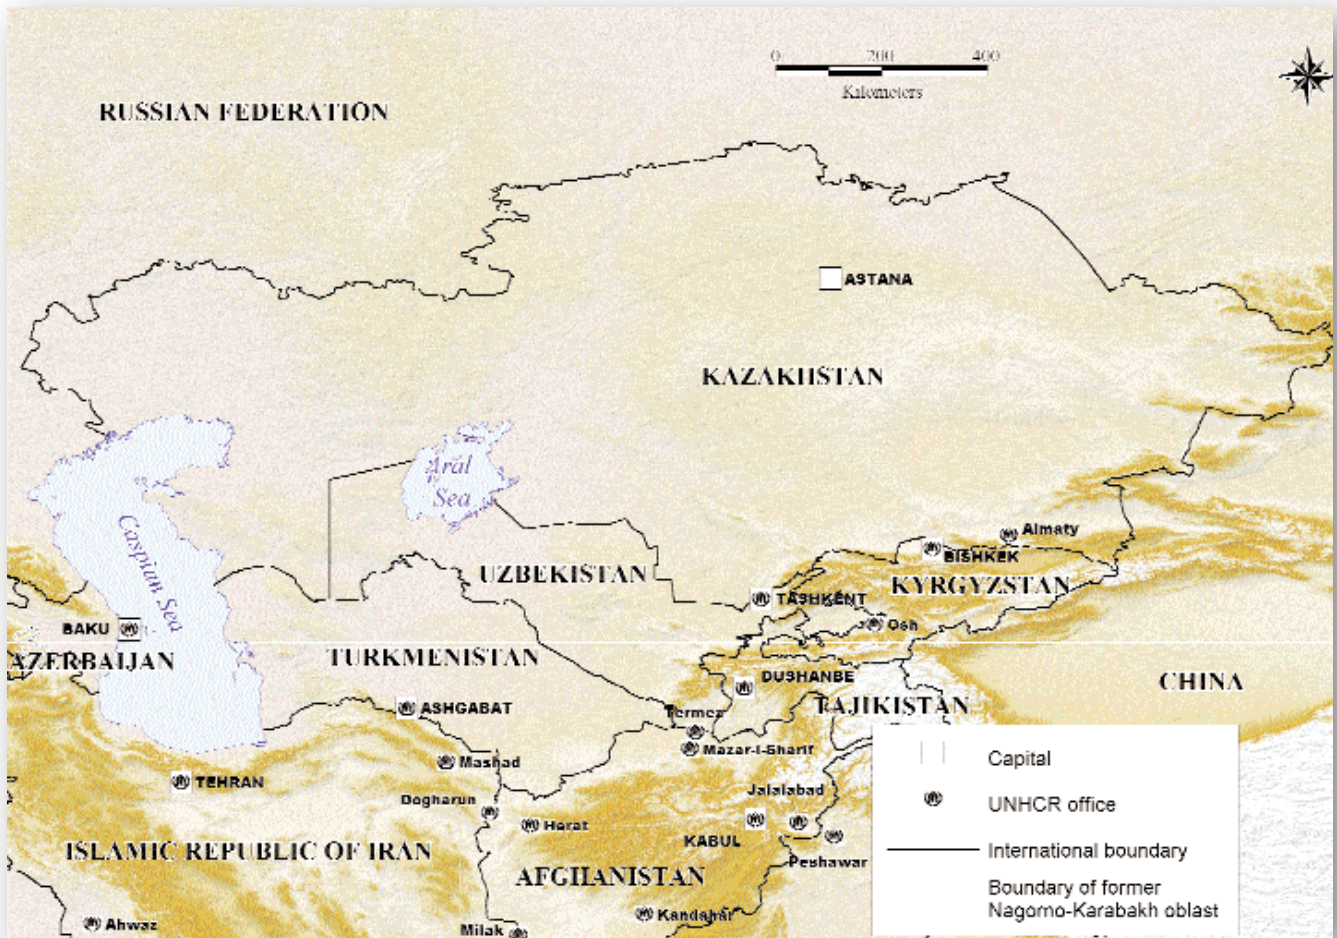 0 200 400
Kilometers
RUSSIAN FEDERATION
ASTANA
KAZAKHSTAN
Aral
Sea
Caspian Sea
Almaty
BISHKEK
UZBEKISTAN
KYRGYZSTAN
TASHKENT
Osh
BAKU
AZERBAIJAN
TURKMENISTAN
DUSHANBE
CHINA
TAJIKISTAN
ASHGABAT
Termez
Mazar-I-Sharif
Mashad
TEHRAN
Jalalabad
Dogharun
Herat
KABUL
Peshawar
ISLAMIC REPUBLIC OF IRAN
AFGHANISTAN
Kandahar
Ahwaz
Milak
Capital
UNHCR office
International boundary
Boundary of former
Nagorno-Karabakh oblast